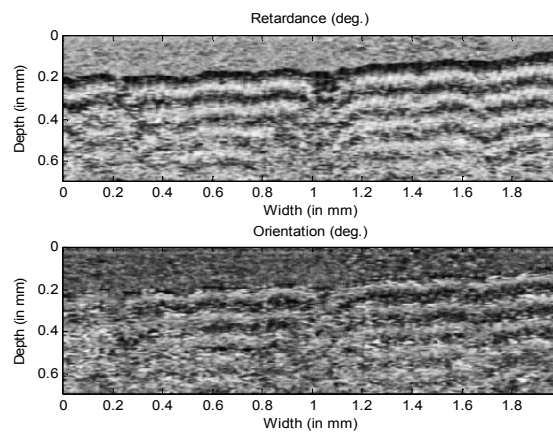 Retardance (deg.)
0
0.2
0.4
0.6
Depth (in mm)
0 0.2 0.4 0.6 0.8 1 1.2 1.4 1.6 1.8
Width (in mm)
Orientation (deg.)
0
0.2
0.4
0.6
Depth (in mm)
0 0.2 0.4 0.6 0.8 1 1.2 1.4 1.6 1.8
Width (in mm)